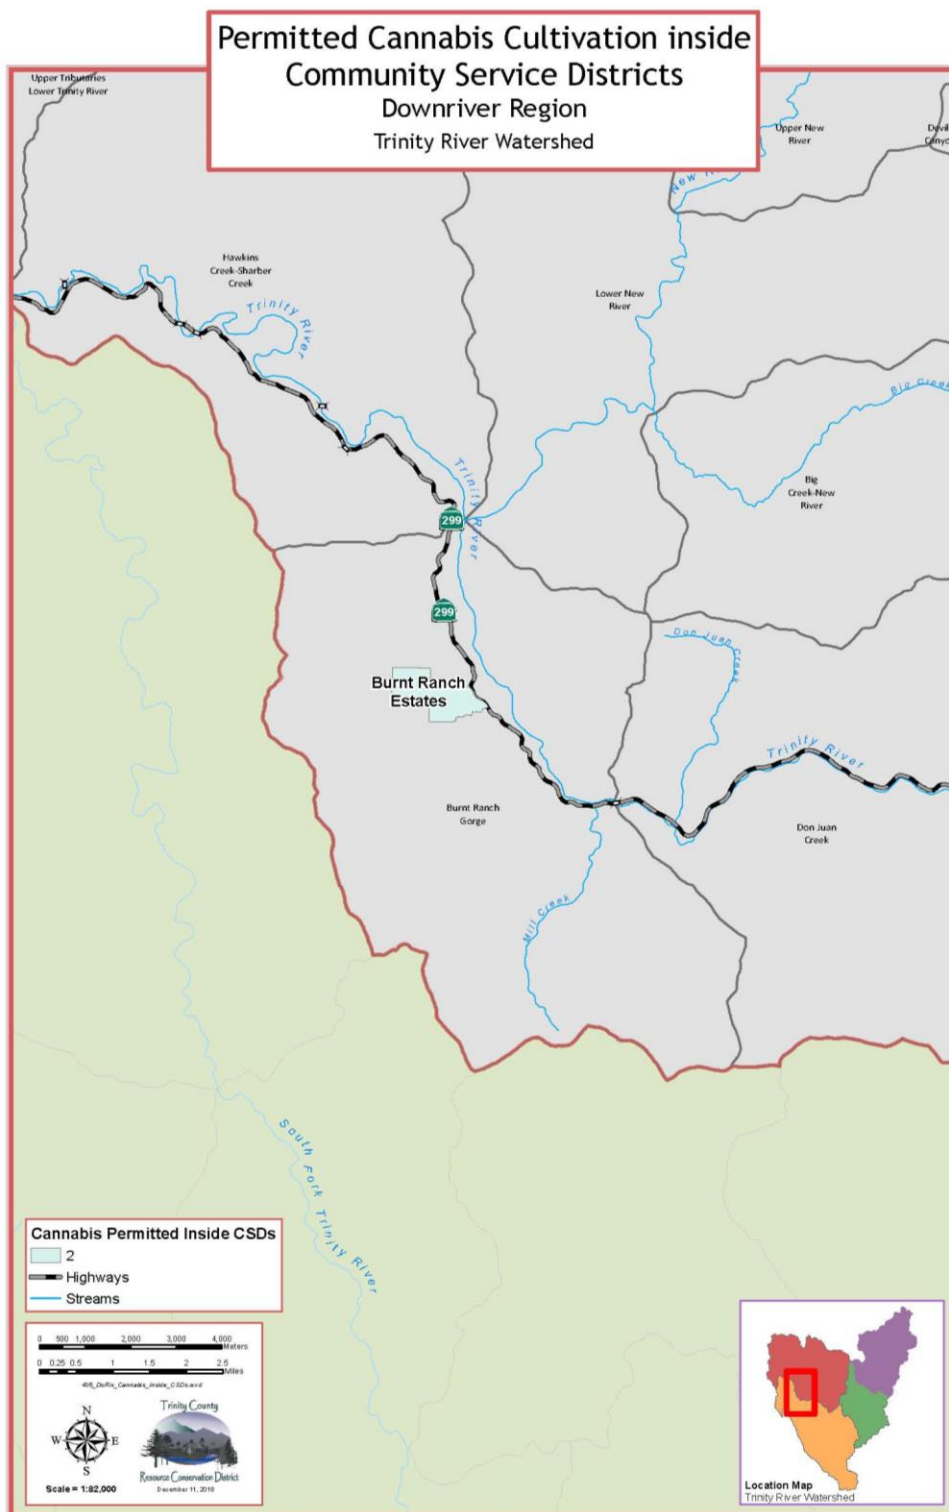 Permitted Cannabis Cultivation inside
Community Service Districts
Downriver Region
Trinity River Watershed
Upper Tributaries
Lower Trinity River
Upper New
River
Canyo
Hawkins
Creek-Sharber
Creek
Trinity River
Lower New
River
Big Creek
Big
Creek-New
River
Trinity River
299
299
Don Juan Creek
Burnt Ranch
Estates
Trinity River
Burnt Ranch
Gorge
Don Juan
Creek
Mill Creek
South Fork Trinity River
Cannabis Permitted Inside CSDs
2
Highways
Streams
0 500 1,000 2,000 3,000 4,000
Meters
0 0.25 0.5 1 1.5 2 2.5
Miles
N
W E
S
Scale = 1:82,000
Trinity County
Resource Conservation District
December 11, 2018
Location Map
Trinity River Watershed